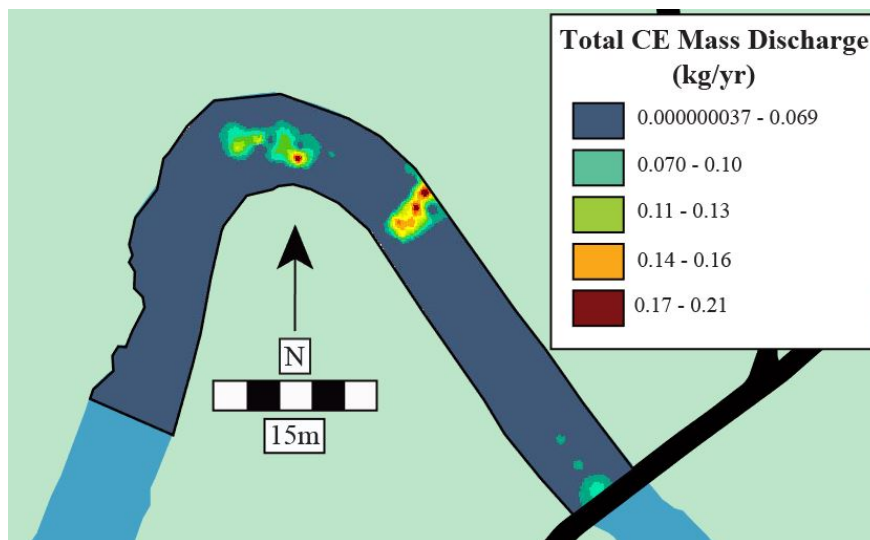 Total CE Mass Discharge
(kg/yr)
0.000000037 - 0.069
0.070 - 0.10
0.11 - 0.13
0.14 - 0.16
0.17 - 0.21
N
15m